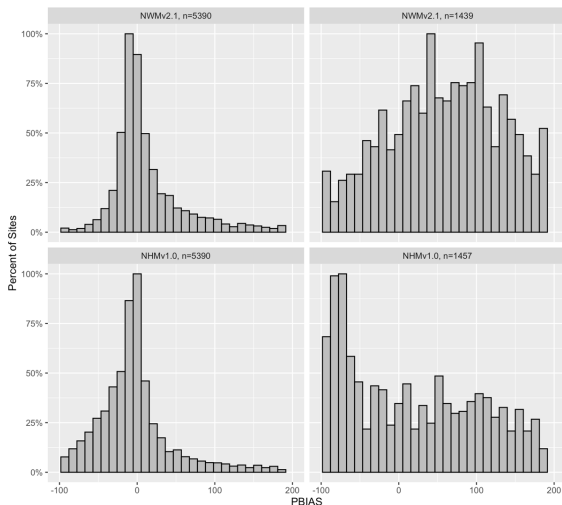 NWMv2.1, n=5390
NWMv2.1, n=1439
100%
75%
50%
25%
0%
NHMv1.0, n=5390
NHMv1.0, n=1457
100%
75%
50%
25%
0%
Percent of Sites
-100 0 100 200
-100 0 100 200
PBIAS